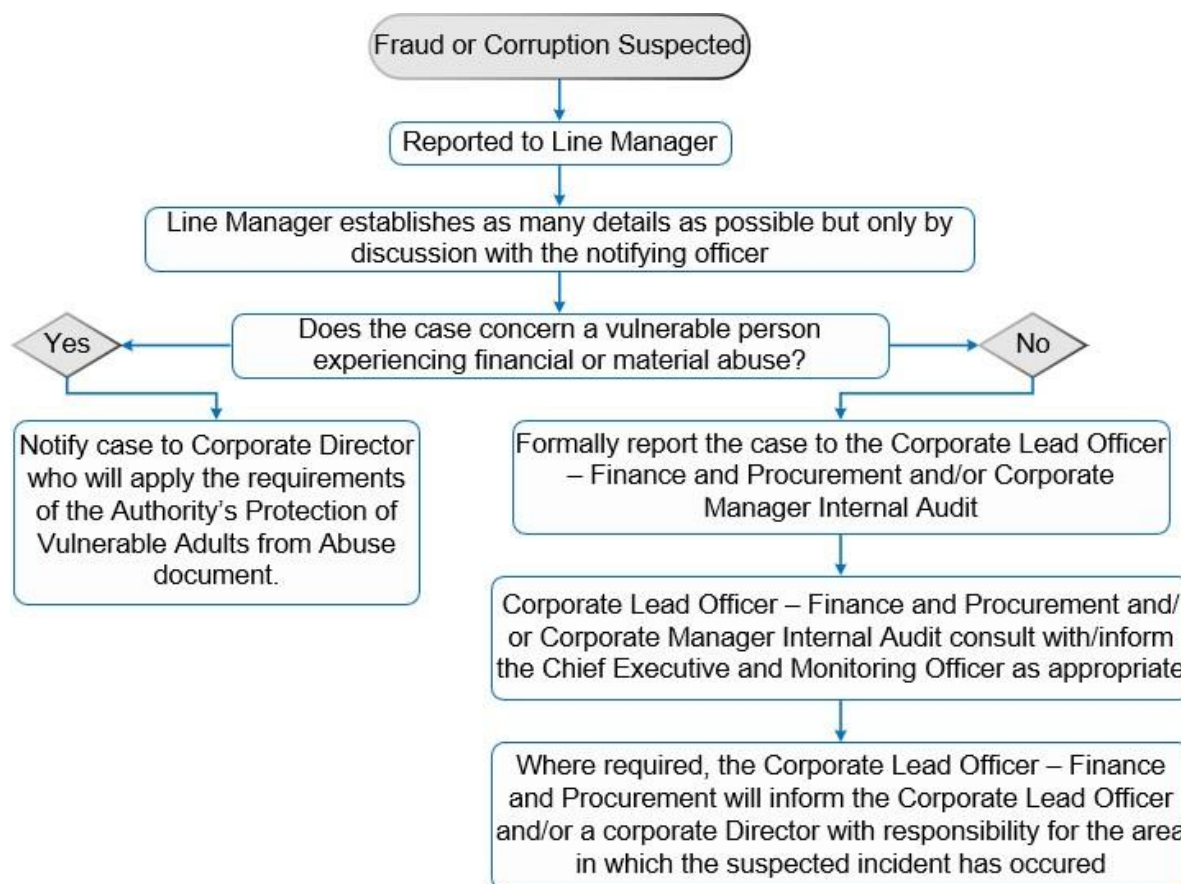 Fraud or Corruption Suspected
Reported to Line Manager
Line Manager establishes as many details as possible but only by
discussion with the notifying officer
Does the case concern a vulnerable person
experiencing financial or material abuse?
Yes
No
Notify case to Corporate Director
who will apply the requirements
of the Authority’s Protection of
Vulnerable Adults from Abuse
document.
Formally report the case to the Corporate Lead Officer
– Finance and Procurement and/or Corporate
Manager Internal Audit
Corporate Lead Officer – Finance and Procurement and/
or Corporate Manager Internal Audit consult with/inform
the Chief Executive and Monitoring Officer as appropriate
Where required, the Corporate Lead Officer – Finance
and Procurement will inform the Corporate Lead Officer
and/or a corporate Director with responsibility for the area
in which the suspected incident has occured